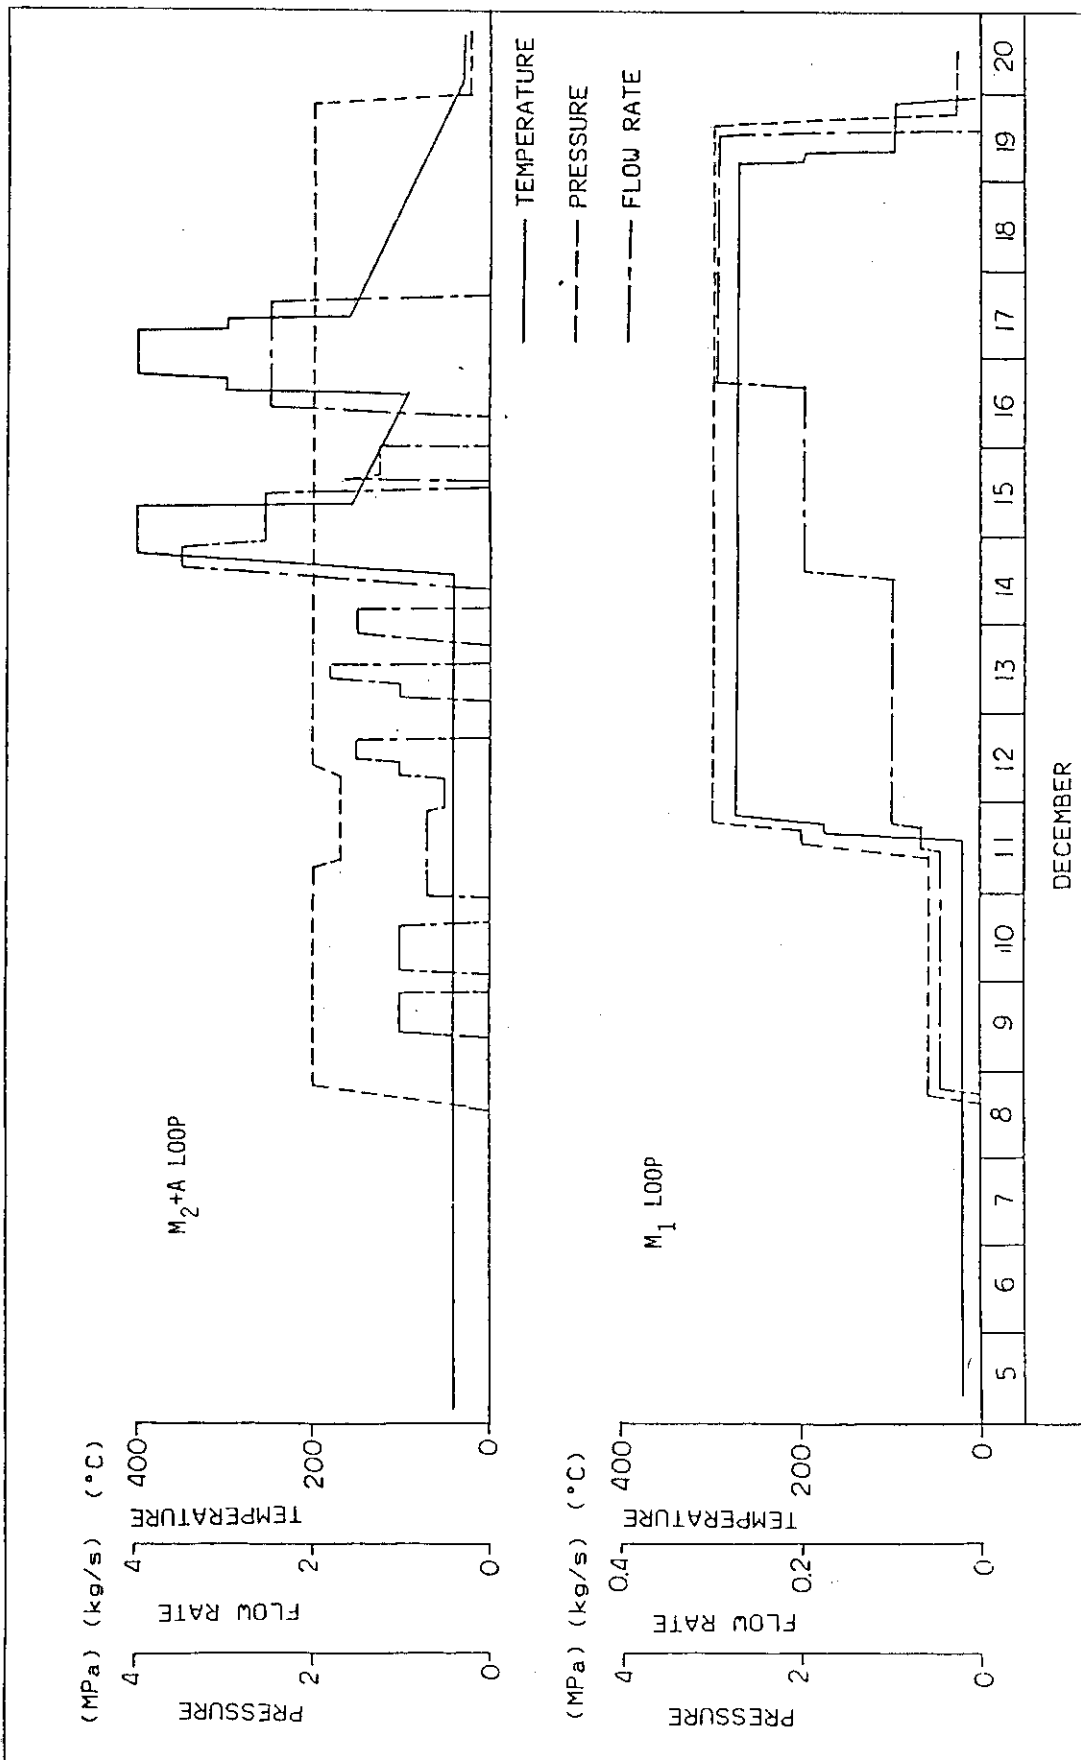 M2+A LOOP
(MPa) (kg/s) (°C)
PRESSURE
4
2
0
FLOW RATE
4
2
0
TEMPERATURE
400
200
0
TEMPERATURE
PRESSURE
FLOW RATE
M1 LOOP
(MPa) (kg/s) (°C)
PRESSURE
4
2
0
FLOW RATE
0.4
0.2
0
TEMPERATURE
400
200
0
5 6 7 8 9 10 11 12 13 14 15 16 17 18 19 20
DECEMBER